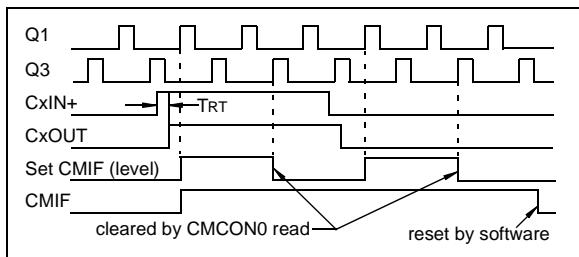 Q1
Q3
CxIN+
TRT
CxOUT
Set CMIF (level)
CMIF
cleared by CMCON0 read
reset by software